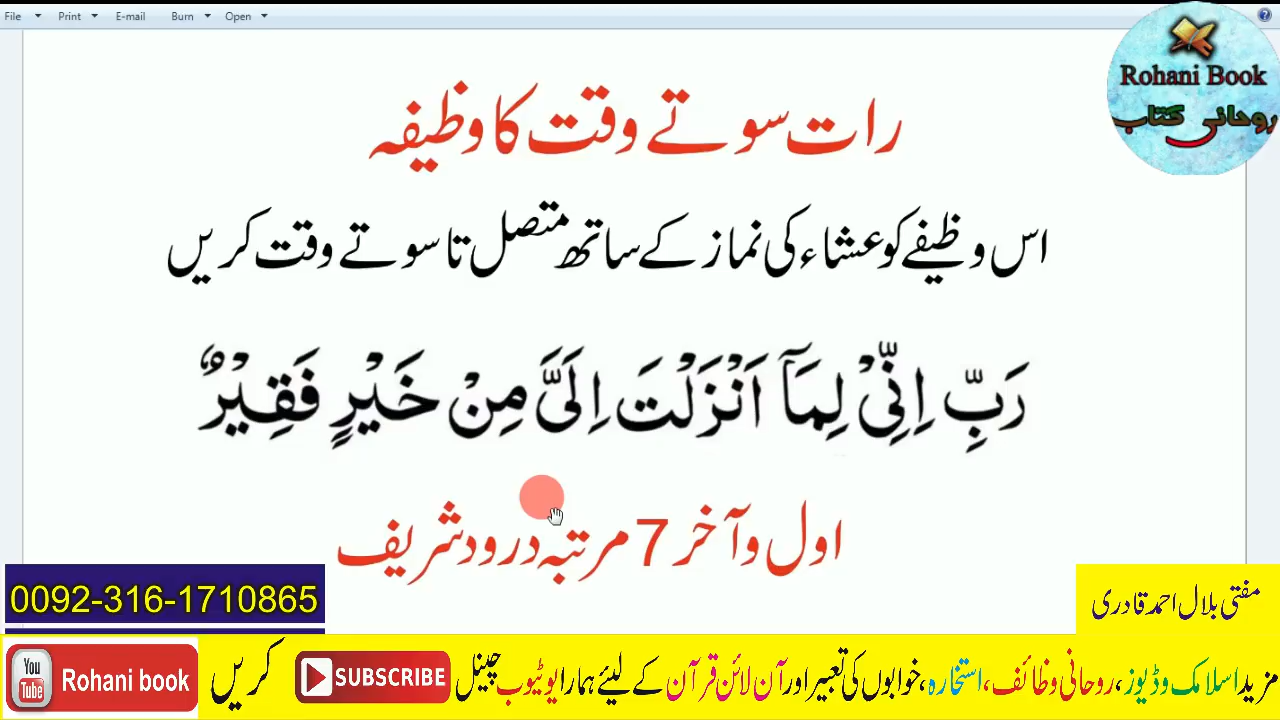 File Print E-mail Burn Open
Rohani Book
روحانی کتاب
رات سوتے وقت کا وظیفہ
اس وظیفے کو عشاء کی نماز کے ساتھ متصل تا سوتے وقت کریں
رَبِّ اِنِّیْ لِمَآ اَنْزَلْتَ اِلَیَّ مِنْ خَیْرٍ فَقِیْرٌ
اول و آخر 7 مرتبہ درود شریف
0092-316-1710865
مفتی بلال احمد قادری
مزید اسلامک وڈیوز، روحانی وظائف، استخارہ، خوابوں کی تعبیر اور آن لائن قرآن کے لیئے ہمارا یوٹیوب چینل SUBSCRIBE کریں
You Tube Rohani book